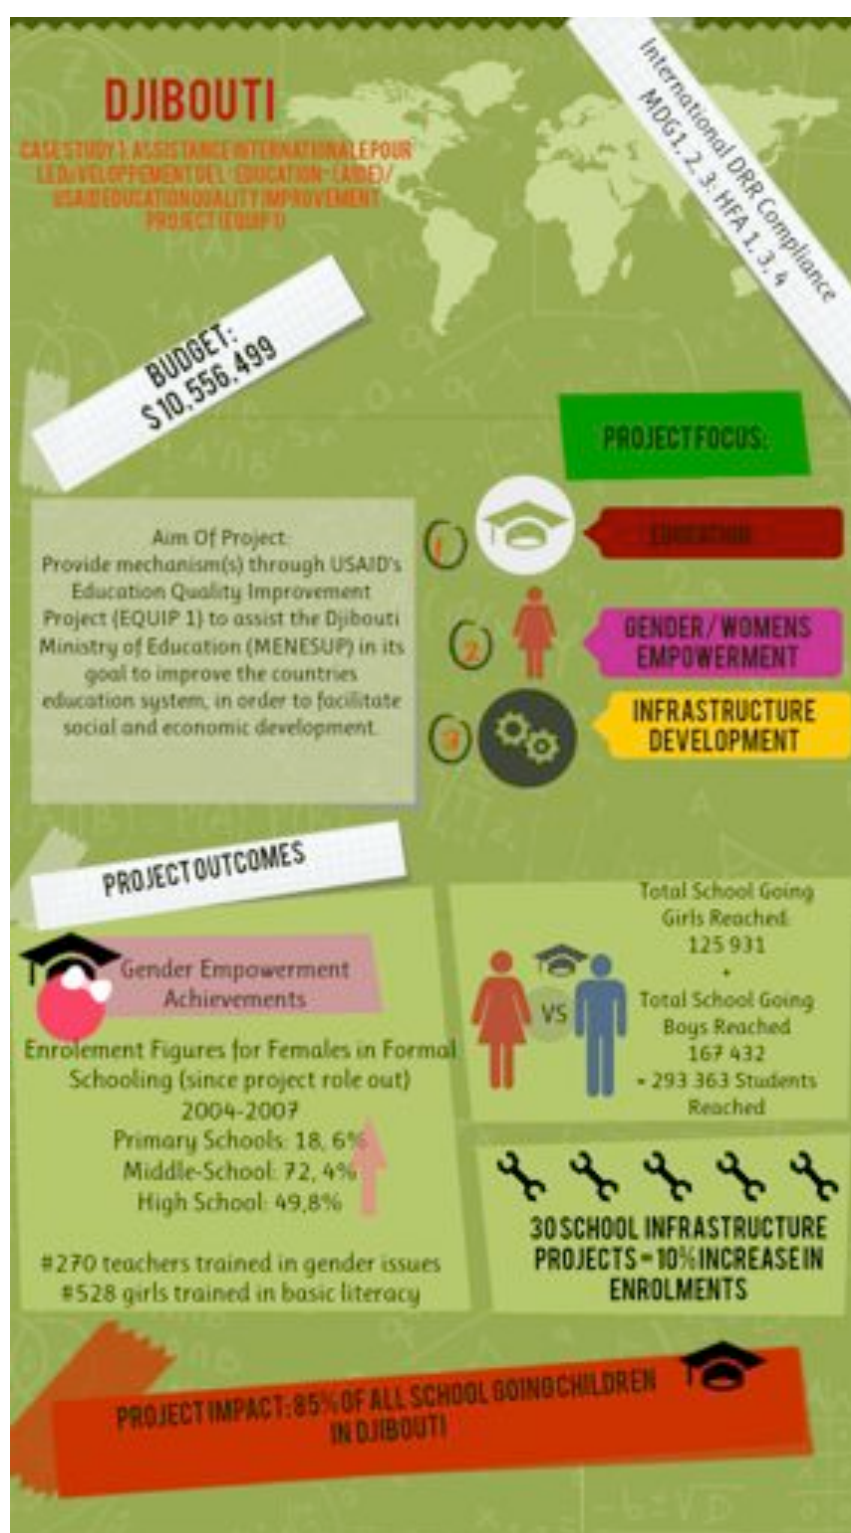 DJIBOUTI
CASE STUDY 1: ASSISTANCE INTERNATIONALE POUR
LE D/VELOPPEMENT DE L'EDUCATION - (AIDE) /
USAID EDUCATION QUALITY IMPROVEMENT
PROJECT (EQUIP 1)
International DRR Compliance
MDG1, 2, 3: HFA 1, 3, 4
BUDGET:
$10,556,499
PROJECT FOCUS:
Aim Of Project:
Provide mechanism(s) through USAID's
Education Quality Improvement
Project (EQUIP 1) to assist the Djibouti
Ministry of Education (MENESUP) in its
goal to improve the countries
education system, in order to facilitate
social and economic development.
1
EDUCATION
2
GENDER / WOMENS
EMPOWERMENT
3
INFRASTRUCTURE
DEVELOPMENT
PROJECT OUTCOMES
Gender Empowerment
Achievements
Enrolement Figures for Females in Formal
Schooling (since project role out)
2004-2007
Primary Schools: 18, 6%
Middle-School: 72, 4%
High School: 49,8%
#270 teachers trained in gender issues
#528 girls trained in basic literacy
VS
Total School Going
Girls Reached:
125 931
+
Total School Going
Boys Reached
167 432
= 293 363 Students
Reached
30 SCHOOL INFRASTRUCTURE
PROJECTS = 10% INCREASE IN
ENROLMENTS
PROJECT IMPACT: 85% OF ALL SCHOOL GOING CHILDREN
IN DJIBOUTI